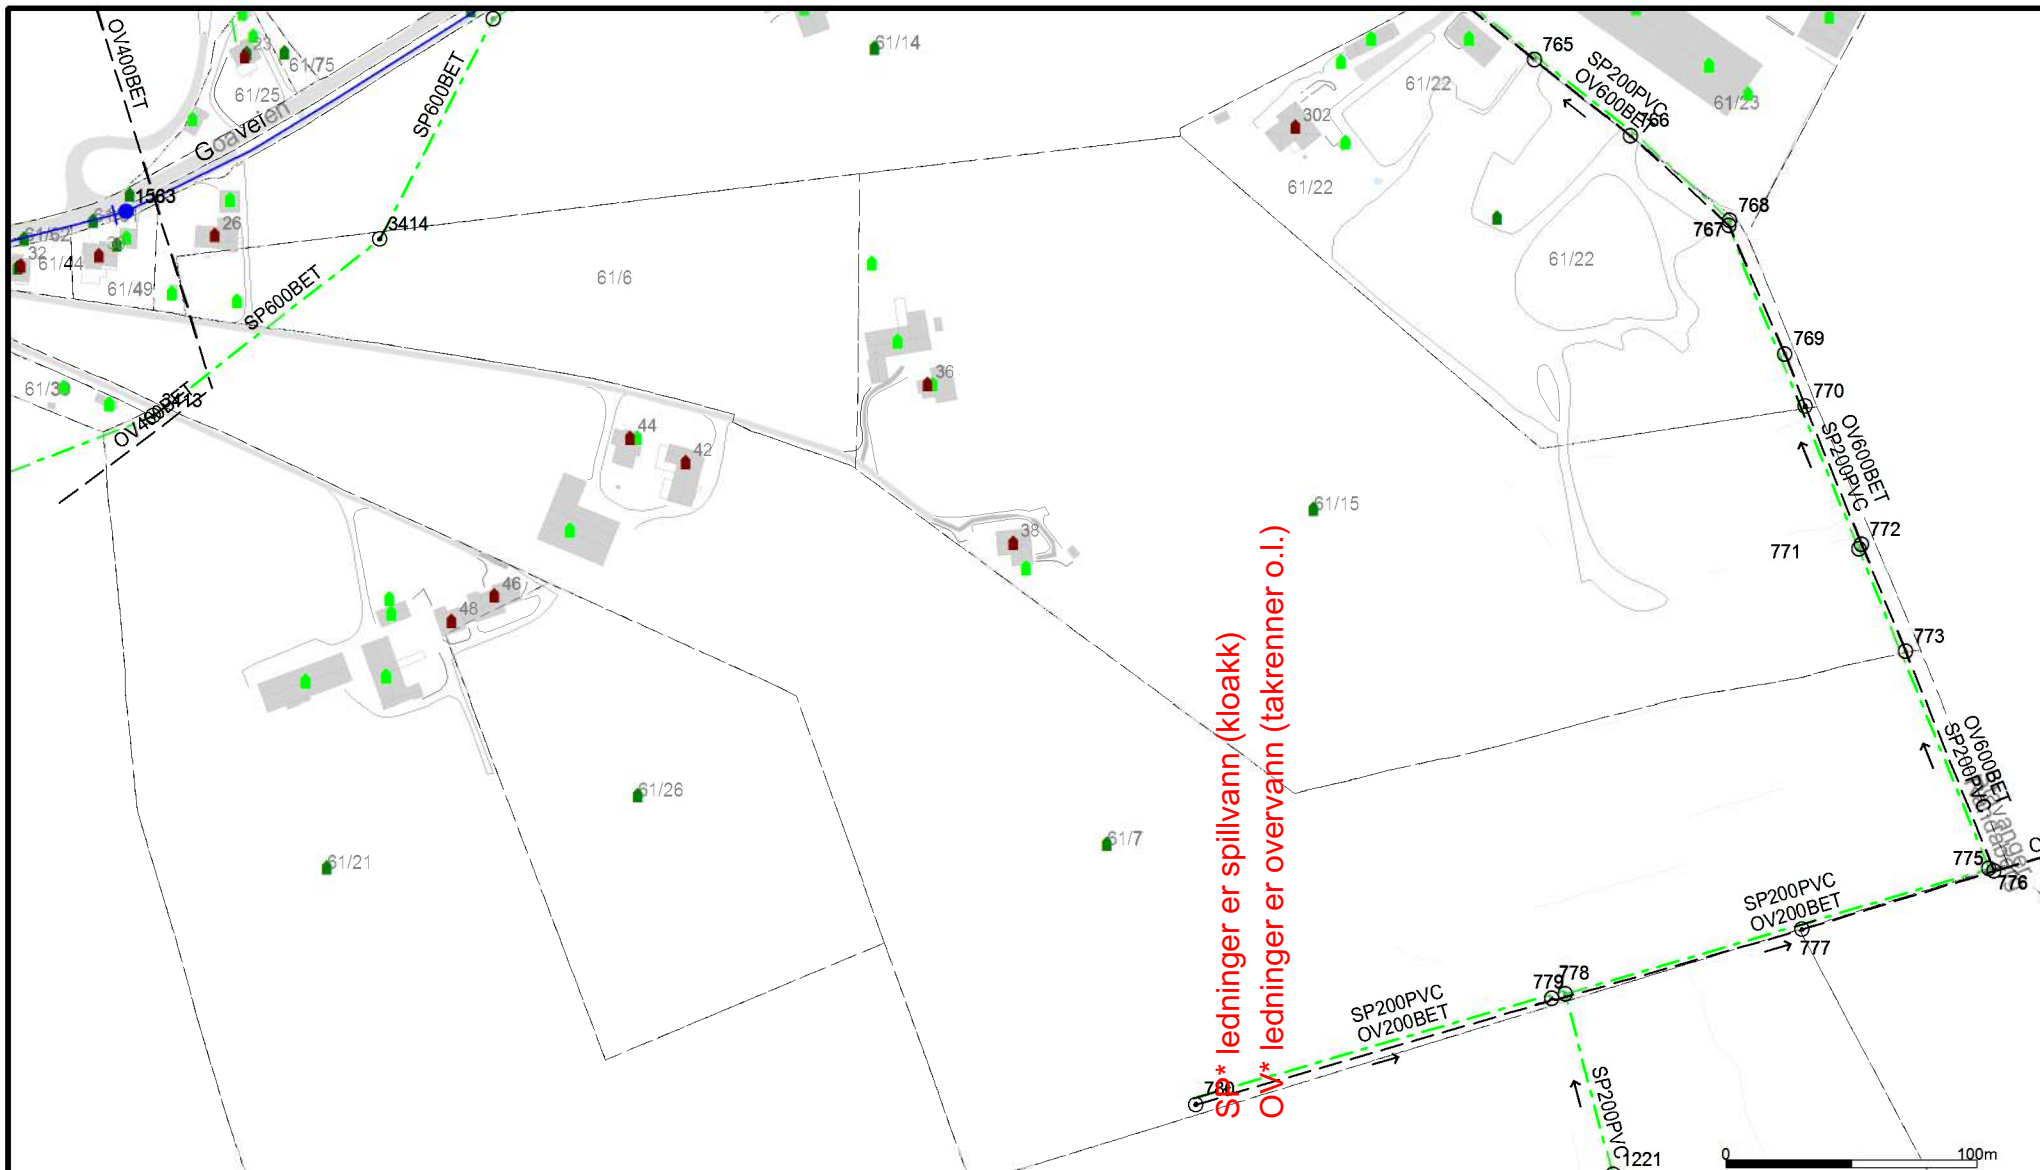 OV400BET
23
61/75
61/25
Goaveien
SP600BET
61/14
1563
26
61/62
32
61/44
61/49
3414
SP600BET
61/6
61/22
302
61/22
765
SP200PVC
OV600BET
766
61/23
768
767
61/22
769
770
OV600BET
SP200PVC
36
44
42
3413
38
61/15
772
771
46
48
773
SP* ledninger er spillvann (kloakk)
OV* ledninger er overvann (takrenner o.l.)
61/26
61/7
61/21
OV600BET
SP200PVC
775
776
SP200PVC
OV200BET
777
778
779
SP200PVC
OV200BET
780
SP200PVC
1221
0
100m